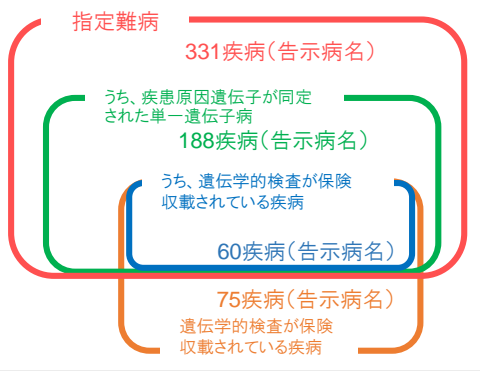 指定難病
331疾病（告示病名）
うち、疾患原因遺伝子が同定
された単一遺伝子病
188疾病（告示病名）
うち、遺伝学的検査が保険
収載されている疾病
60疾病（告示病名）
75疾病（告示病名）
遺伝学的検査が保険
収載されている疾病